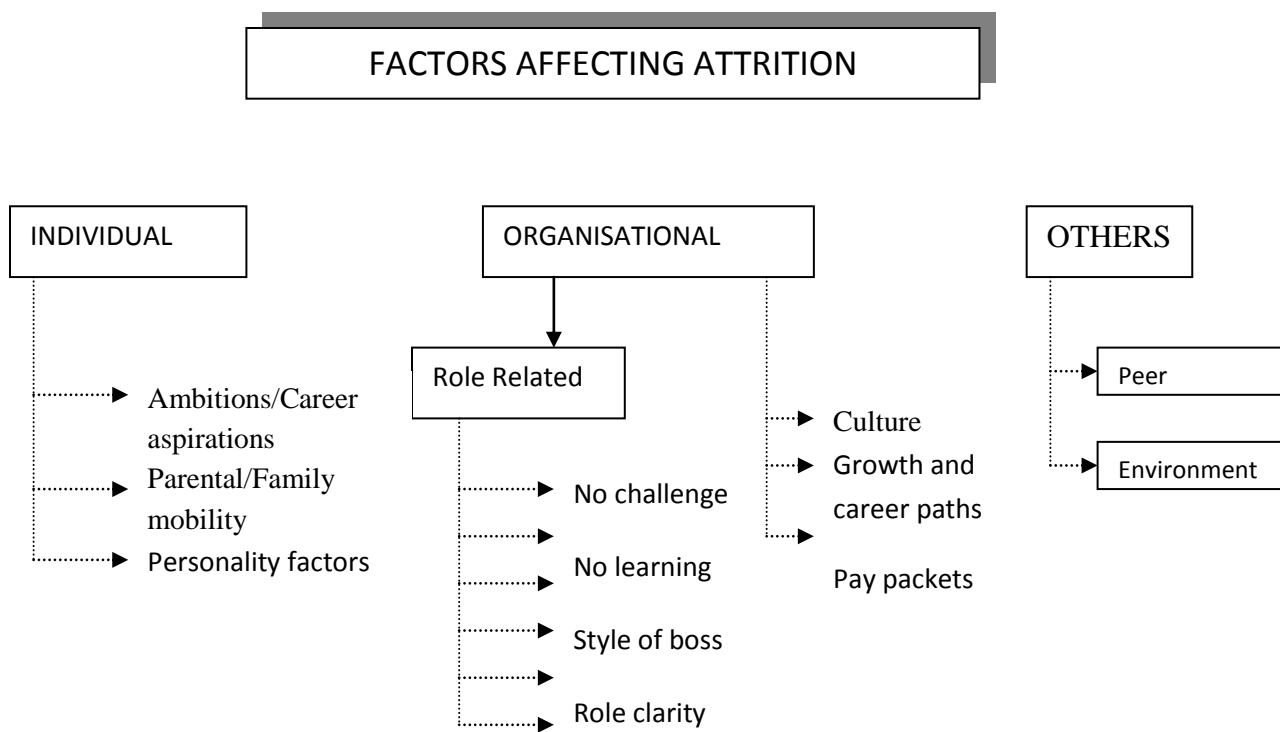 FACTORS AFFECTING ATTRITION
INDIVIDUAL
Ambitions/Career
aspirations
Parental/Family
mobility
Personality factors
ORGANISATIONAL
Role Related
No challenge
No learning
Style of boss
Role clarity
Culture
Growth and
career paths
Pay packets
OTHERS
Peer
Environment